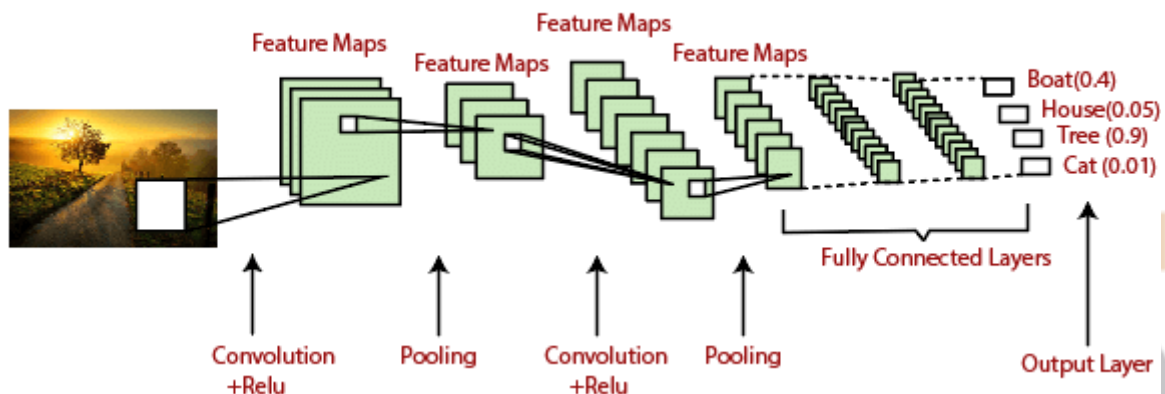 Feature Maps
Feature Maps
Feature Maps
Feature Maps
Boat(0.4)
House(0.05)
Tree (0.9)
Cat (0.01)
Fully Connected Layers
Convolution
+Relu
Pooling
Convolution
+Relu
Pooling
Output Layer